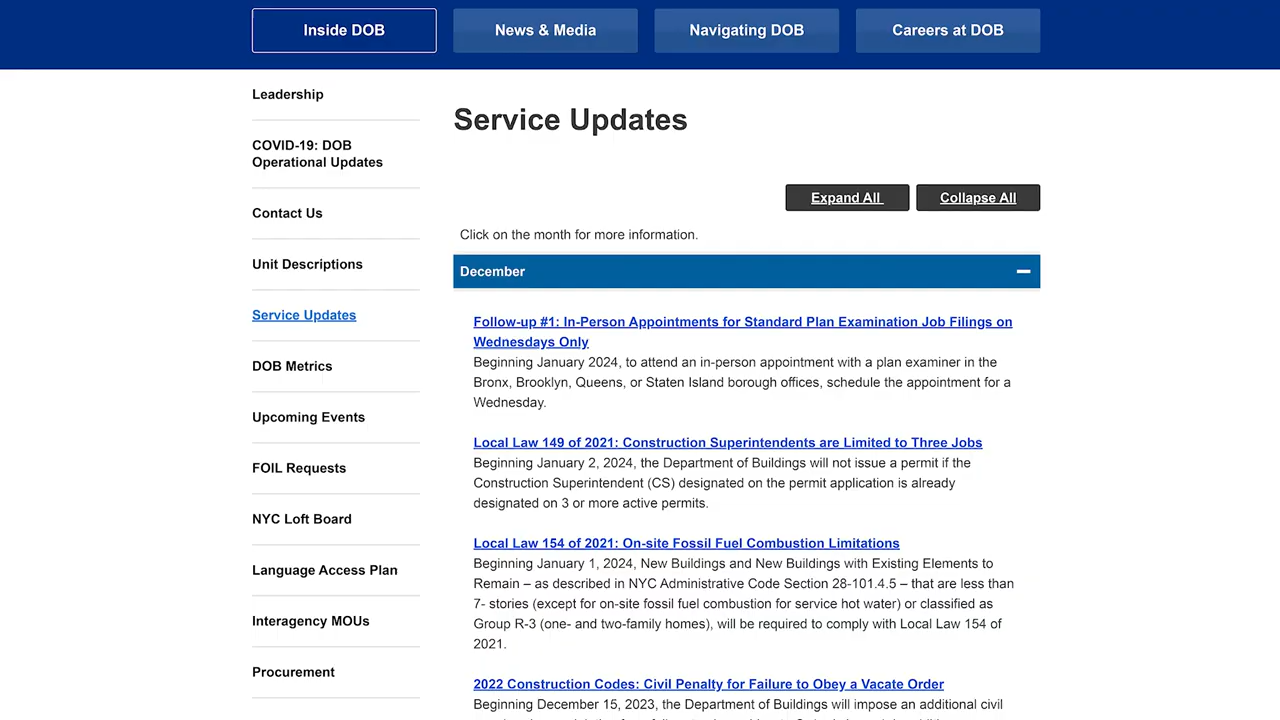 Inside DOB
News & Media
Navigating DOB
Careers at DOB
Leadership
COVID-19: DOB
Operational Updates
Contact Us
Unit Descriptions
Service Updates
DOB Metrics
Upcoming Events
FOIL Requests
NYC Loft Board
Language Access Plan
Interagency MOUs
Procurement
Service Updates
Expand All
Collapse All
Click on the month for more information.
December
Follow-up #1: In-Person Appointments for Standard Plan Examination Job Filings on
Wednesdays Only
Beginning January 2024, to attend an in-person appointment with a plan examiner in the
Bronx, Brooklyn, Queens, or Staten Island borough offices, schedule the appointment for a
Wednesday.
Local Law 149 of 2021: Construction Superintendents are Limited to Three Jobs
Beginning January 2, 2024, the Department of Buildings will not issue a permit if the
Construction Superintendent (CS) designated on the permit application is already
designated on 3 or more active permits.
Local Law 154 of 2021: On-site Fossil Fuel Combustion Limitations
Beginning January 1, 2024, New Buildings and New Buildings with Existing Elements to
Remain – as described in NYC Administrative Code Section 28-101.4.5 – that are less than
7- stories (except for on-site fossil fuel combustion for service hot water) or classified as
Group R-3 (one- and two-family homes), will be required to comply with Local Law 154 of
2021.
2022 Construction Codes: Civil Penalty for Failure to Obey a Vacate Order
Beginning December 15, 2023, the Department of Buildings will impose an additional civil